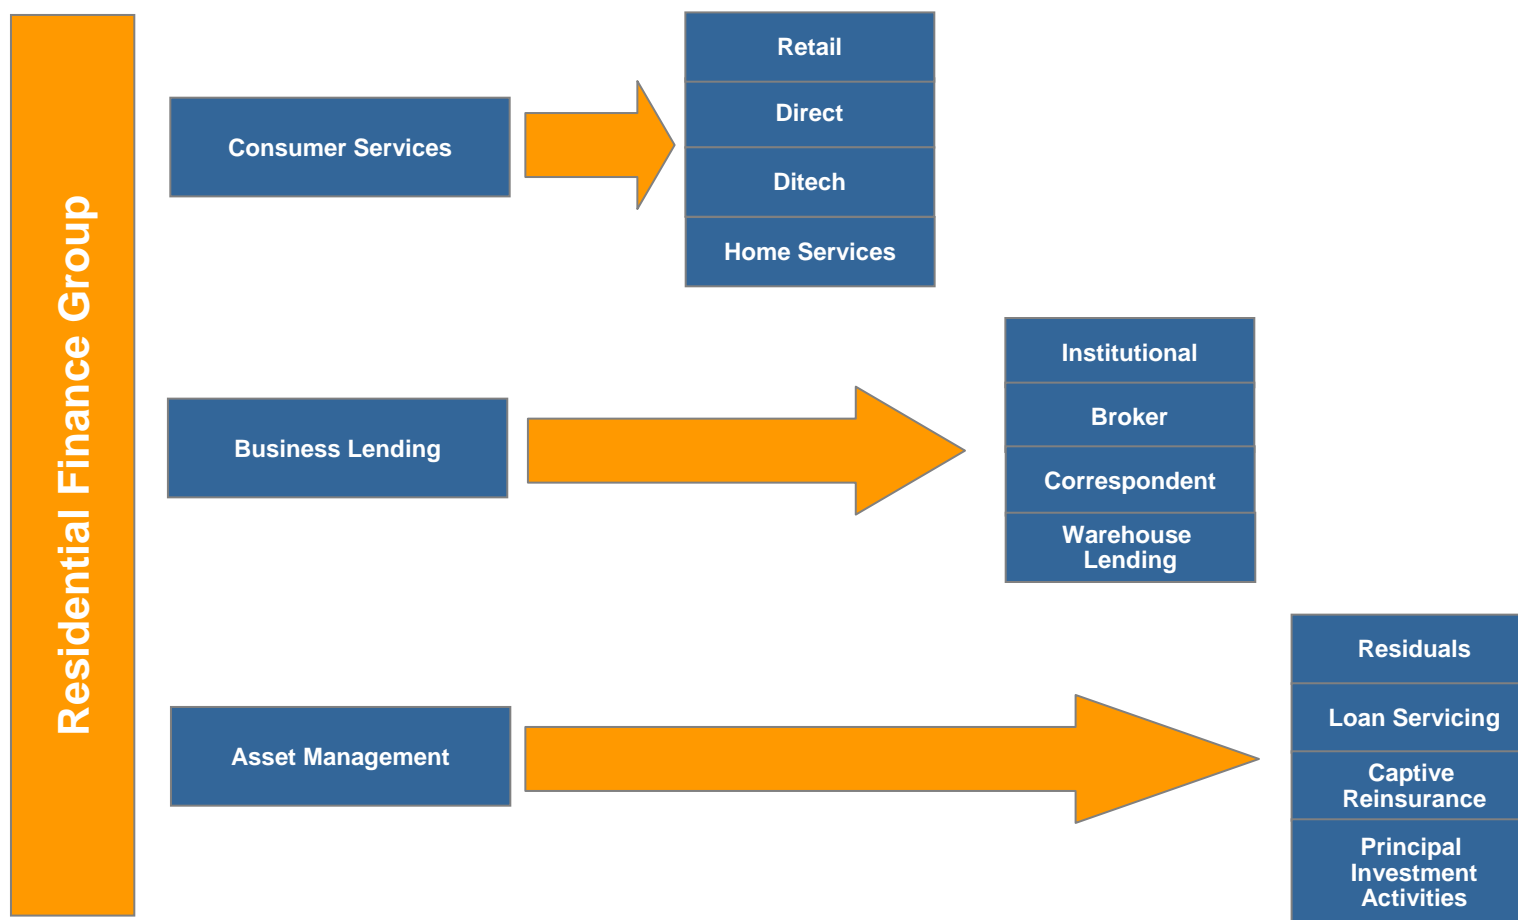 Residential Finance Group
Consumer Services
Retail
Direct
Ditech
Home Services
Business Lending
Institutional
Broker
Correspondent
Warehouse
Lending
Asset Management
Residuals
Loan Servicing
Captive
Reinsurance
Principal
Investment
Activities